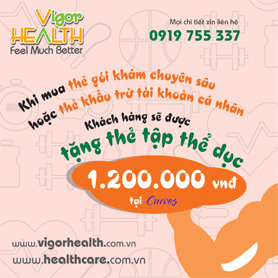 Vigor
HEALTH
Feel Much Better
Mọi chi tiết xin liên hệ
0919 755 337
Khi mua thẻ gói khám chuyên sâu
hoặc thẻ khấu trừ tài khoản cá nhân
Khách hàng sẽ được
tặng thẻ tập thể dục
1.200.000 vnđ
tại Curves
www.vigorhealth.com.vn
www.healthcare.com.vn